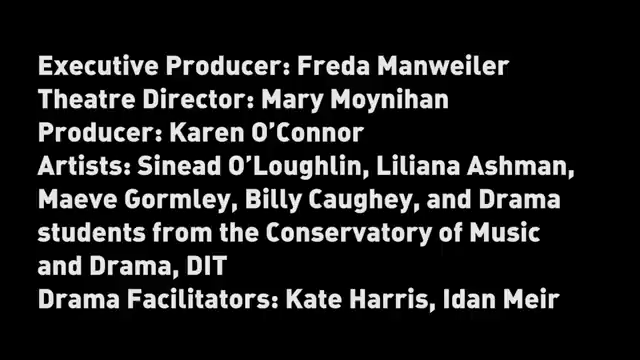 Executive Producer: Freda Manweiler
Theatre Director: Mary Moynihan
Producer: Karen O’Connor
Artists: Sinead O’Loughlin, Liliana Ashman,
Maeve Gormley, Billy Caughey, and Drama
students from the Conservatory of Music
and Drama, DIT
Drama Facilitators: Kate Harris, Idan Meir